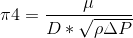 π4 = μ / (D * √(ρΔP))